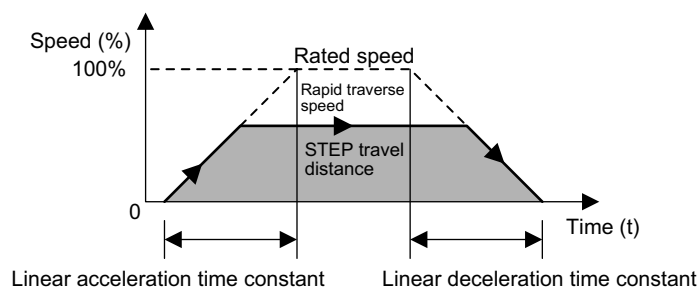 Speed (%)
Rated speed
100%
Rapid traverse
speed
STEP travel
distance
0
Time (t)
Linear acceleration time constant
Linear deceleration time constant